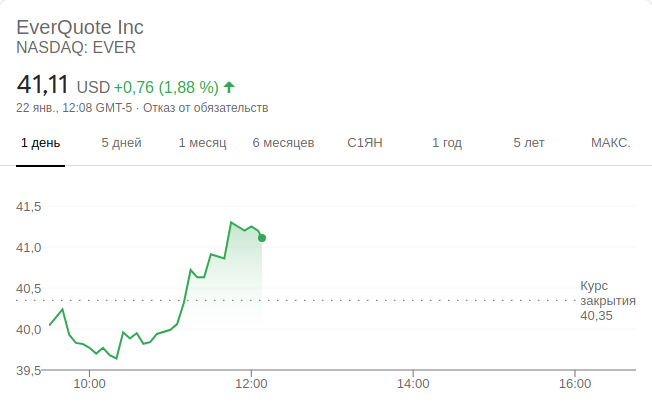 EverQuote Inc
NASDAQ: EVER
41,11 USD +0,76 (1,88 %)
22 янв., 12:08 GMT-5 · Отказ от обязательств
1 день 5 дней 1 месяц 6 месяцев С1ЯН 1 год 5 лет МАКС.
41,5
41,0
40,5
Курс
закрытия
40,35
40,0
39,5
10:00 12:00 14:00 16:00